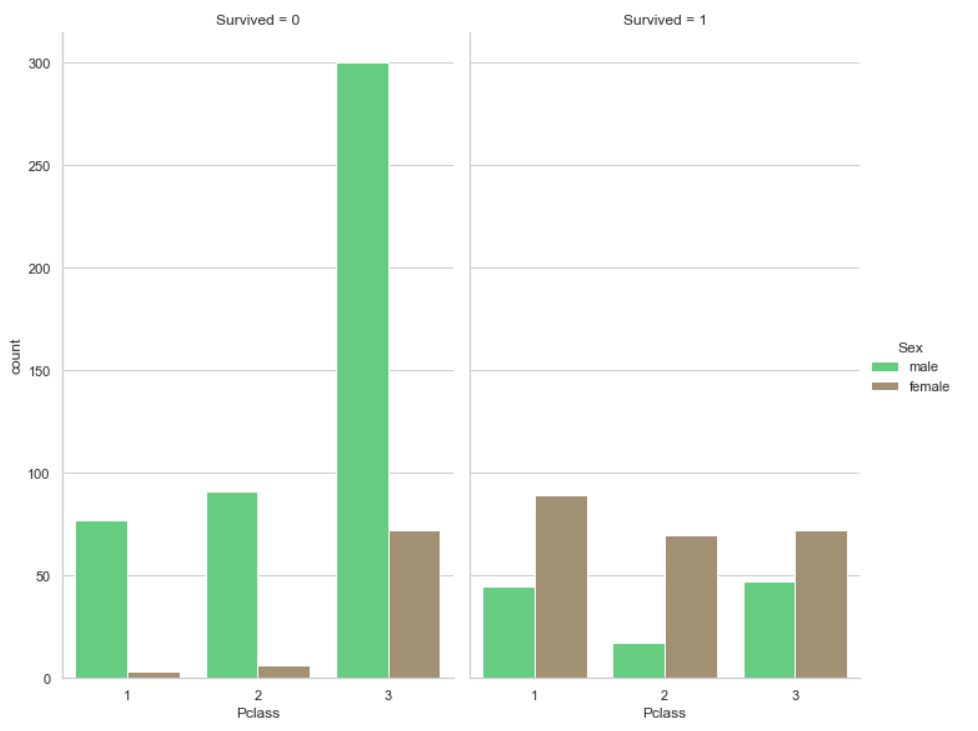 Survived = 0
Survived = 1
300
250
200
150
100
50
0
count
1 2 3
Pclass
1 2 3
Pclass
Sex
male
female